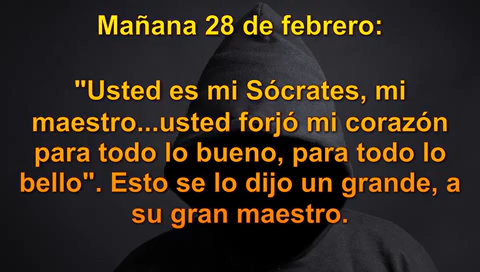 Mañana 28 de febrero:
"Usted es mi Sócrates, mi
maestro...usted forjó mi corazón
para todo lo bueno, para todo lo
bello". Esto se lo dijo un grande, a
su gran maestro.